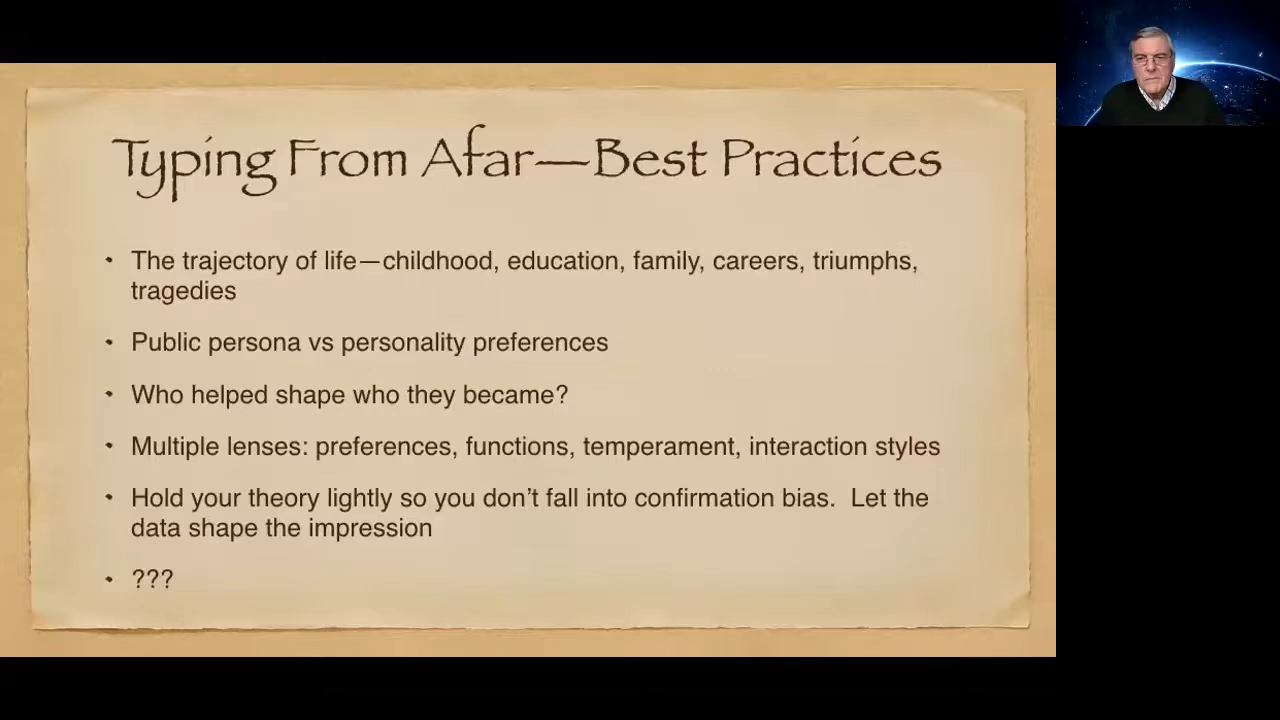 Typing From Afar—Best Practices
• The trajectory of life—childhood, education, family, careers, triumphs,
tragedies
• Public persona vs personality preferences
• Who helped shape who they became?
• Multiple lenses: preferences, functions, temperament, interaction styles
• Hold your theory lightly so you don’t fall into confirmation bias.  Let the
data shape the impression
• ???